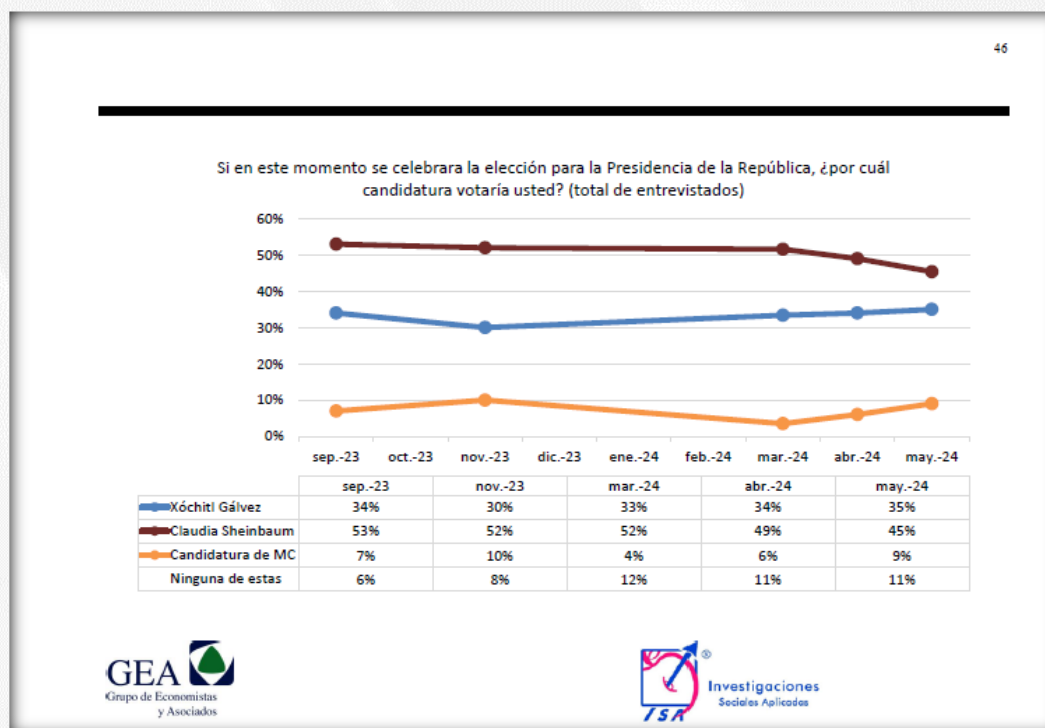 46
Si en este momento se celebrara la elección para la Presidencia de la República, ¿por cuál
candidatura votaría usted? (total de entrevistados)
60%
50%
40%
30%
20%
10%
0%
sep.-23 oct.-23 nov.-23 dic.-23 ene.-24 feb.-24 mar.-24 abr.-24 may.-24
sep.-23 nov.-23 mar.-24 abr.-24 may.-24
Xóchitl Gálvez 34% 30% 33% 34% 35%
Claudia Sheinbaum 53% 52% 52% 49% 45%
Candidatura de MC 7% 10% 4% 6% 9%
Ninguna de estas 6% 8% 12% 11% 11%
GEA
Grupo de Economistas
y Asociados
®
Investigaciones
Sociales Aplicadas
ISA